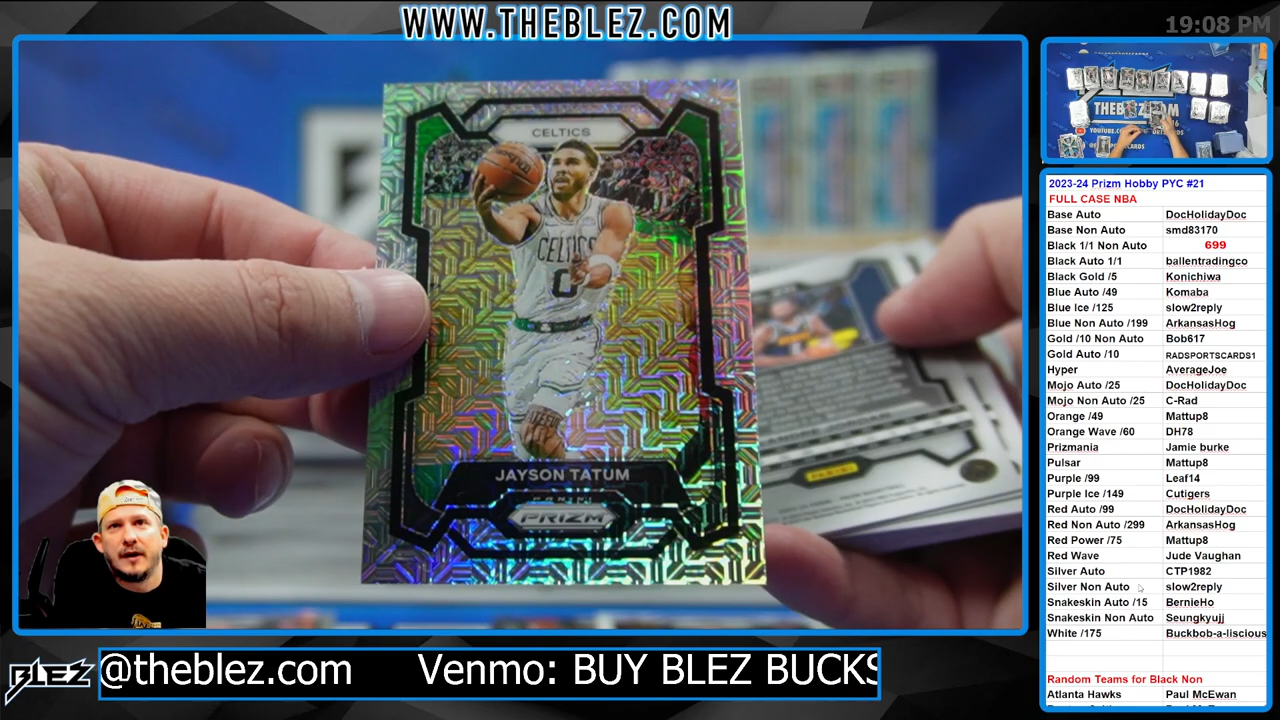 WWW.THEBLEZ.COM
19:08 PM
CELTICS
CELTICS
0
JAYSON TATUM
PANINI
PRIZM
PANINI
THEBLEZ
2023-24 Prizm Hobby PYC #21
FULL CASE NBA
Base Auto DocHolidayDoc
Base Non Auto smd83170
Black 1/1 Non Auto 699
Black Auto 1/1 ballentradingco
Black Gold /5 Konichiwa
Blue Auto /49 Komaba
Blue Ice /125 slow2reply
Blue Non Auto /199 ArkansasHog
Gold /10 Non Auto Bob617
Gold Auto /10 RADSPORTSCARDS1
Hyper AverageJoe
Mojo Auto /25 DocHolidayDoc
Mojo Non Auto /25 C-Rad
Orange /49 Mattup8
Orange Wave /60 DH78
Prizmania Jamie burke
Pulsar Mattup8
Purple /99 Leaf14
Purple Ice /149 Cutigers
Red Auto /99 DocHolidayDoc
Red Non Auto /299 ArkansasHog
Red Power /75 Mattup8
Red Wave Jude Vaughan
Silver Auto CTP1982
Silver Non Auto slow2reply
Snakeskin Auto /15 BernieHo
Snakeskin Non Auto Seungkyujj
White /175 Buckbob-a-liscious
Random Teams for Black Non
Atlanta Hawks Paul McEwan
BLEZ
@theblez.com Venmo: BUY BLEZ BUCKS